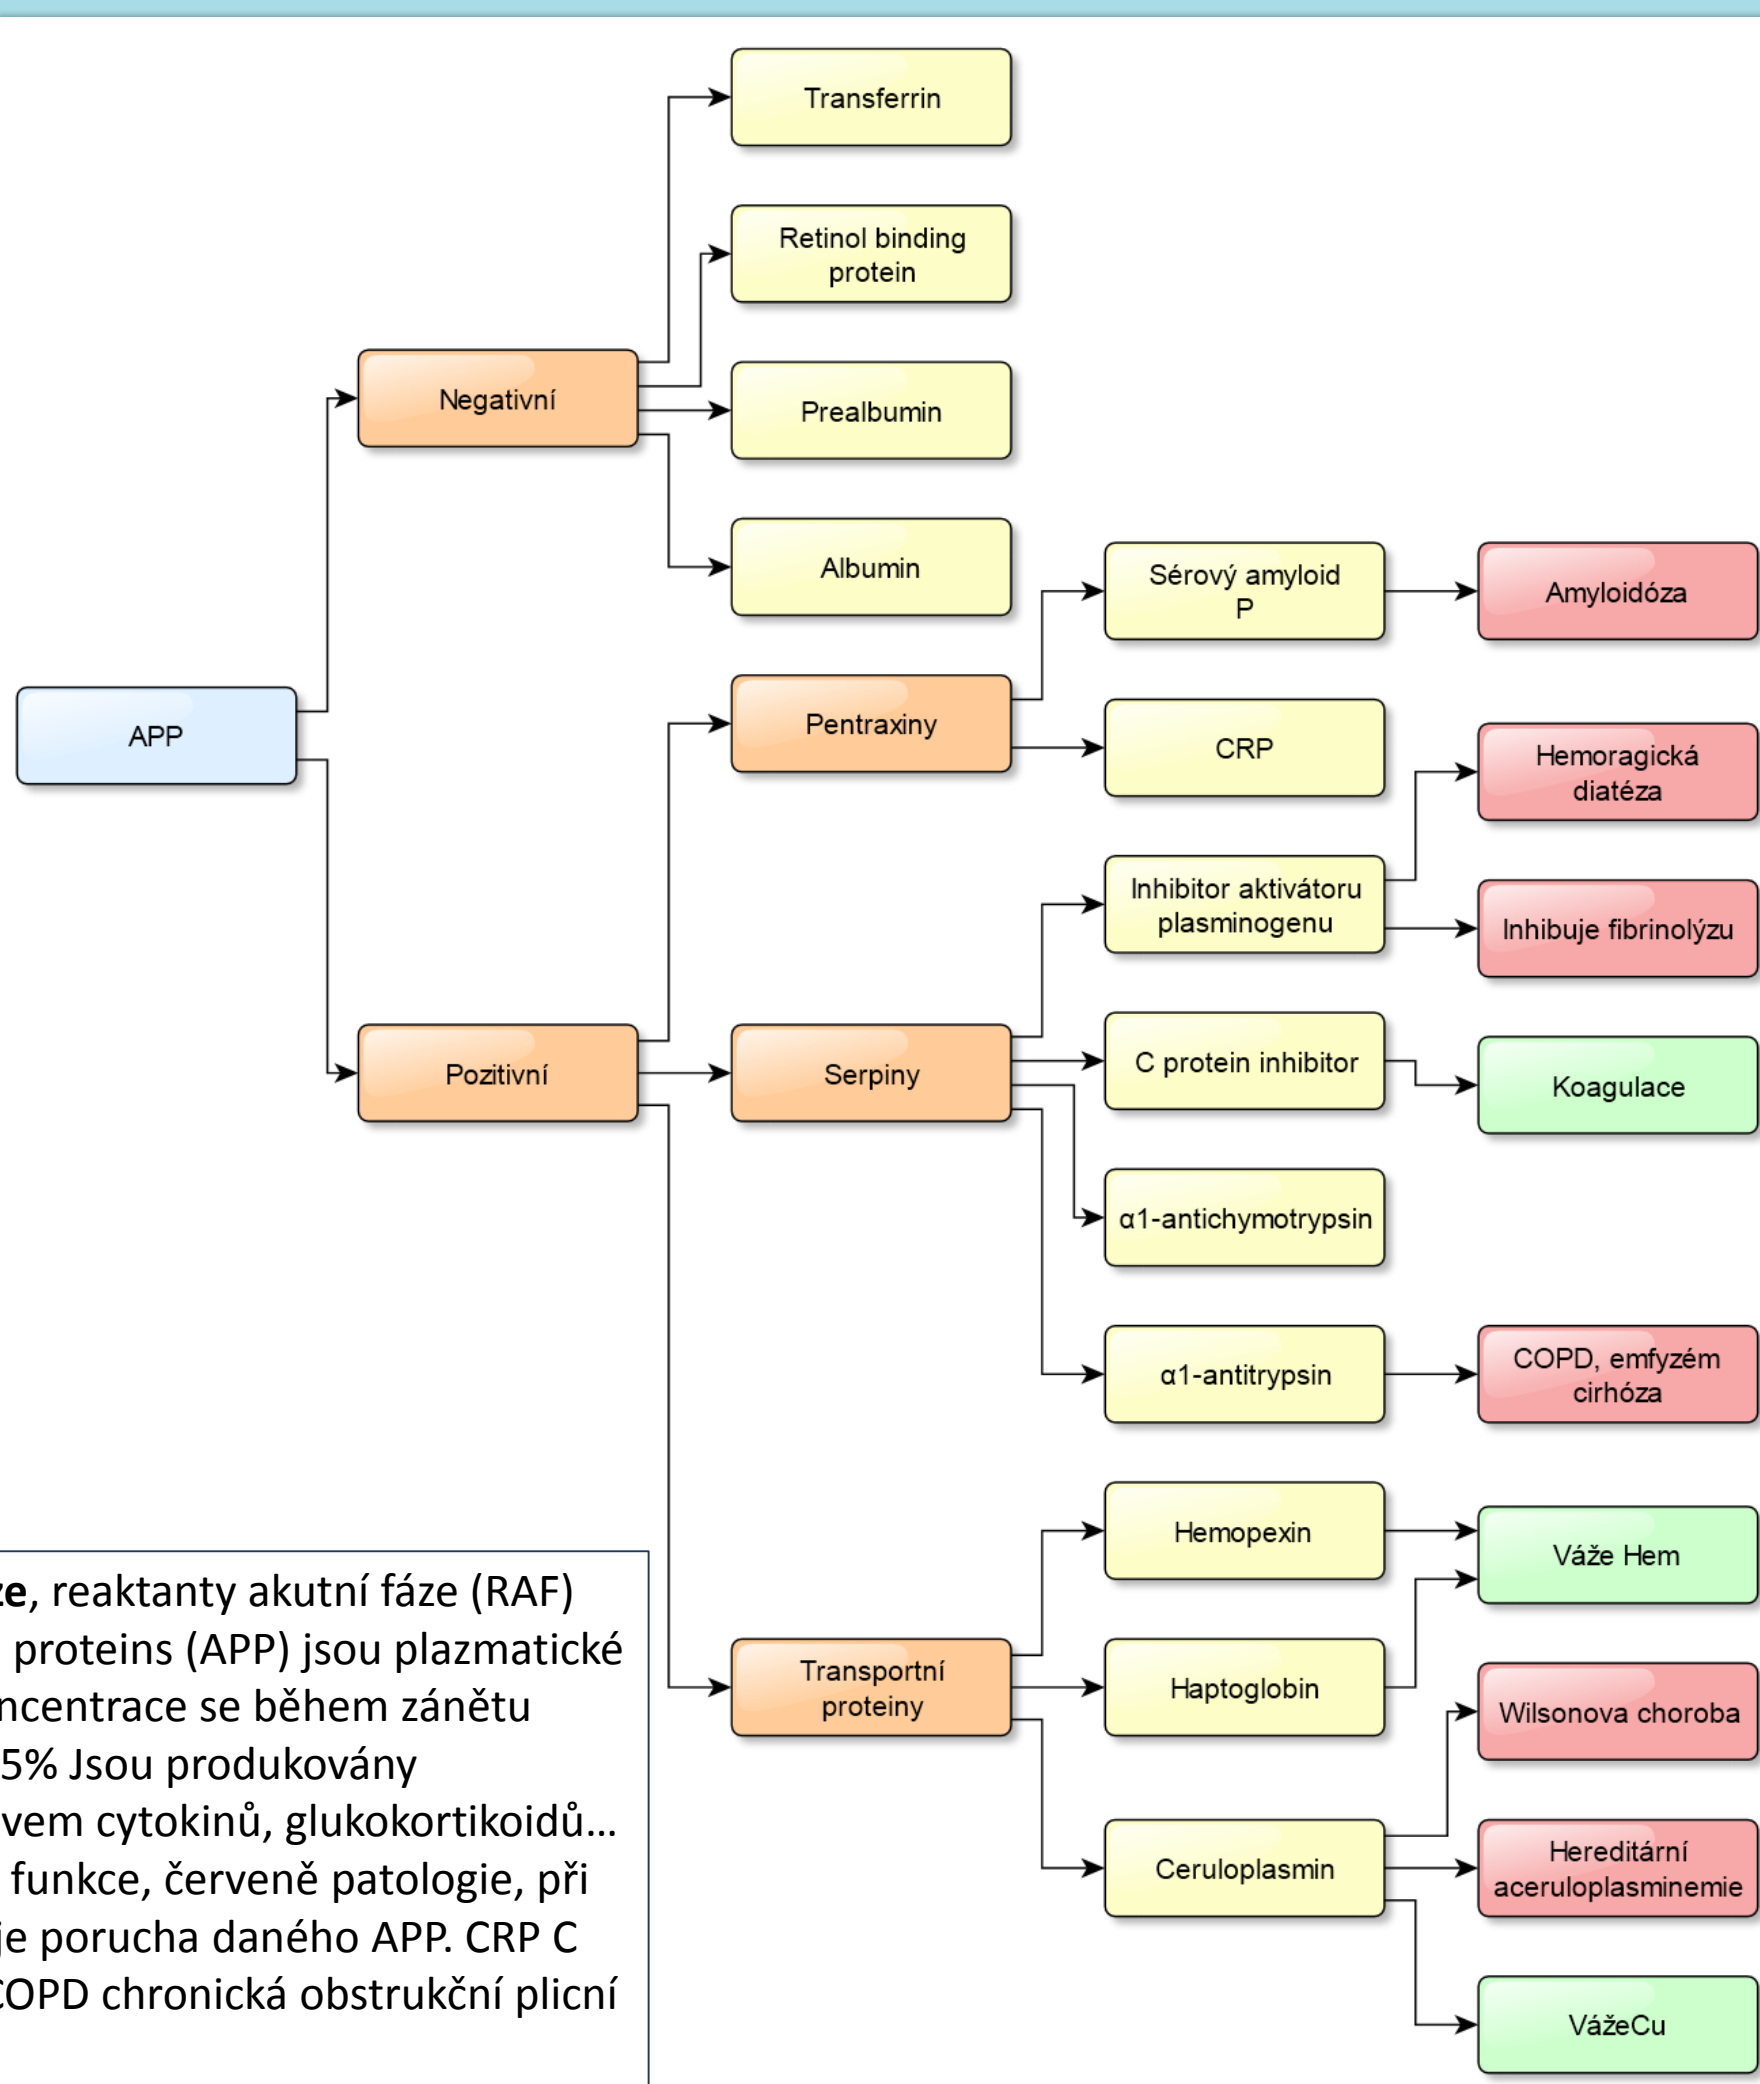 Transferrin
Retinol binding
protein
Negativní
Prealbumin
Albumin
Sérový amyloid
P
Amyloidóza
APP
Pentraxiny
CRP
Hemoragická
diatéza
Inhibitor aktivátoru
plasminogenu
Inhibuje fibrinolýzu
Pozitivní
Serpiny
C protein inhibitor
Koagulace
α1-antichymotrypsin
α1-antitrypsin
COPD, emfyzém
cirhóza
Hemopexin
Váže Hem
Transportní
proteiny
Haptoglobin
Wilsonova choroba
Ceruloplasmin
Hereditární
aceruloplasminemie
VážeCu
, reaktanty akutní fáze (RAF)
proteins (APP) jsou plazmatické
se během zánětu
5% Jsou produkovány
cytokinů, glukokortikoidů...
funkce, červeně patologie, při
je porucha daného APP. CRP C
COPD chronická obstrukční plicní